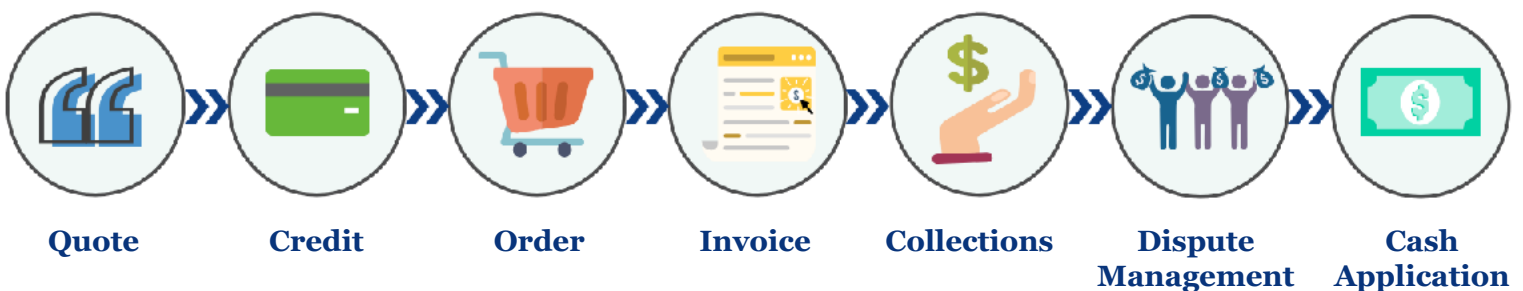 Quote
Credit
Order
Invoice
Collections
Dispute
Management
Cash
Application